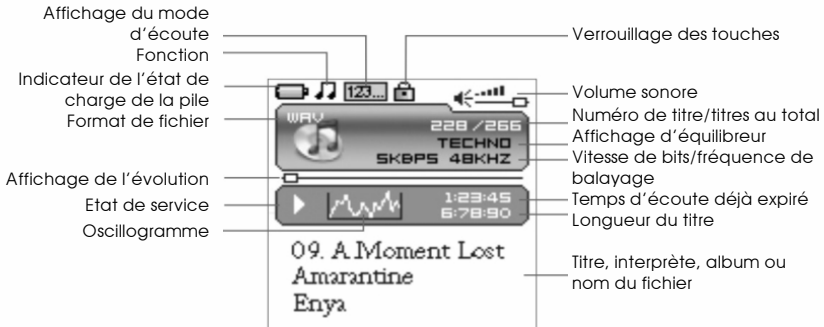 Affichage du mode
d'écoute
Fonction
Indicateur de l'état de
charge de la pile
Format de fichier
Affichage de l'évolution
Etat de service
Oscillogramme
123...
WAV
228/266
TECHNO
5KBPS 48KHZ
1:23:45
6:78:90
09. A Moment Lost
Amarantine
Enya
Verrouillage des touches
Volume sonore
Numéro de titre/titres au total
Affichage d'équilibreur
Vitesse de bits/fréquence de
balayage
Temps d'écoute déjà expiré
Longueur du titre
Titre, interprète, album ou
nom du fichier